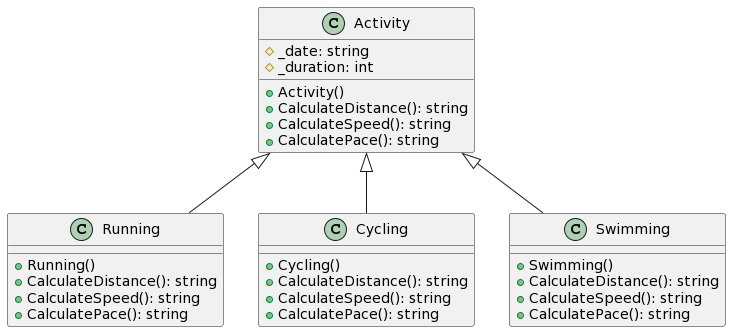 C Activity
_date: string
_duration: int
Activity()
CalculateDistance(): string
CalculateSpeed(): string
CalculatePace(): string
C Running
Running()
CalculateDistance(): string
CalculateSpeed(): string
CalculatePace(): string
C Cycling
Cycling()
CalculateDistance(): string
CalculateSpeed(): string
CalculatePace(): string
C Swimming
Swimming()
CalculateDistance(): string
CalculateSpeed(): string
CalculatePace(): string